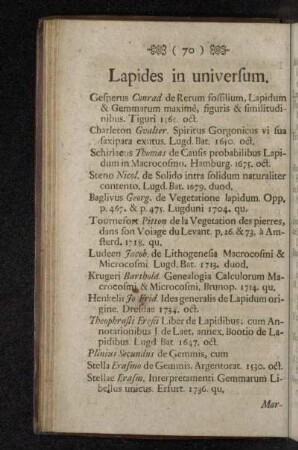 ( 70 )
Lapides in universum.
Gesnerus Conrad de Rerum fossilium, Lapidum
& Gemmarum maximè, figuris & similitudi-
nibus. Tiguri 1565. oct.
Charleton Gvalter. Spiritus Gorgonicus vi sua
saxipara exutus. Lugd. Bat. 1650. oct.
Schirliaeus Thomas de Causis probabilibus Lapi-
dum in Macrocosmo. Hamburg. 1675. oct.
Steno Nicol. de Solido intra solidum naturaliter
contento. Lugd. Bat. 1679. duod.
Baglivus Georg. de Vegetatione lapidum. Opp.
p. 467. & p. 475. Lugduni 1704. qu.
Tournefort Pitton de la Vegetation des pierres,
dans son Voiage du Levant. p, 26. & 73, à Am-
sterd. 1718. qu.
Ludeen Jacob. de Lithogenesia Macrocosmi &
Microcosmi Lugd. Bat. 1713. duod,
Krugeri Barthold. Genealogia Calculorum Ma-
crocosmi & Microcosmi, Brunop. 1714. qu,
Henkelii Jo Frid. Idea generalis de Lapidum ori-
gine. Dresdae 1734. oct.
Theophrasti Eresii Liber de Lapidibus; cum An-
notationibus J de Laet. annex. Bootio de La-
pidibus Lugd Bat 1647. oct.
Plinius Secundus de Gemmis, cum
Stella Erasmo de Gemmis. Argentorat. 1530. oct.
Stellae Erasm. Interpretamenti Gemmarum Li-
bellus unicus. Erfurt. 1736. qu,
Mar-